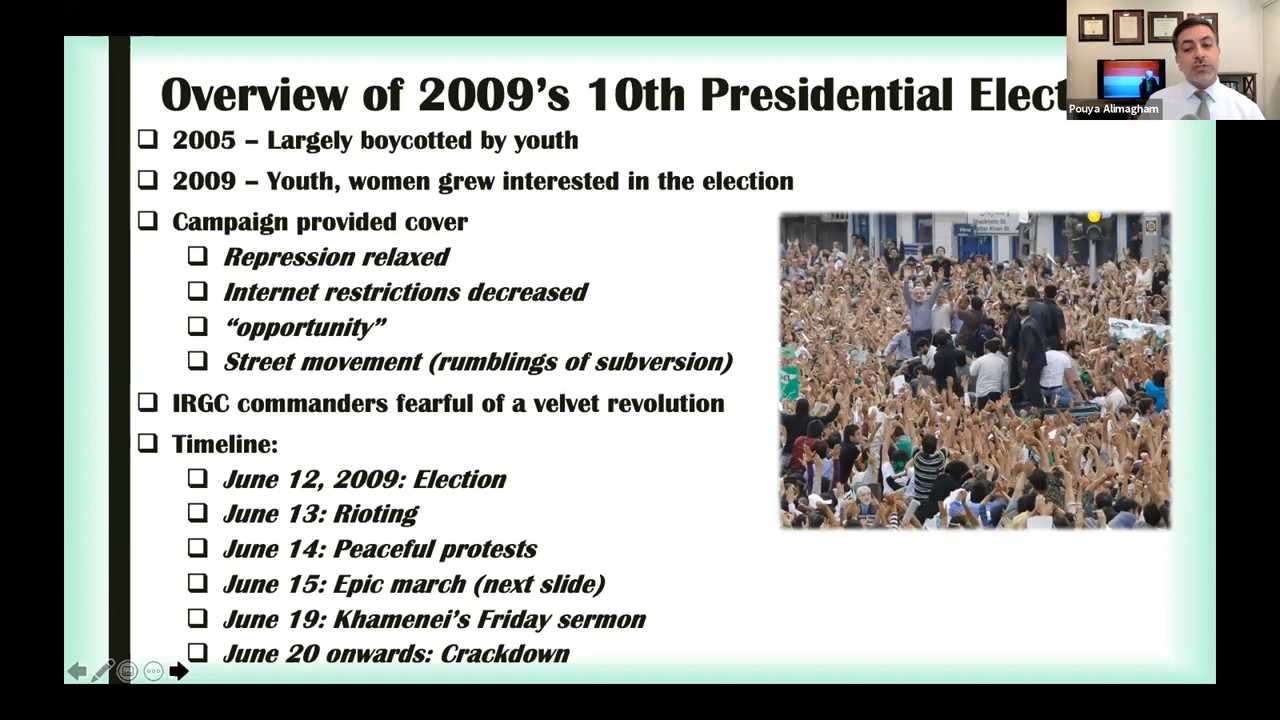 Overview of 2009's 10th Presidential Elect
Pouya Alimagham
2005 – Largely boycotted by youth
2009 – Youth, women grew interested in the election
Campaign provided cover
Repression relaxed
Internet restrictions decreased
“opportunity”
Street movement (rumblings of subversion)
IRGC commanders fearful of a velvet revolution
Timeline:
June 12, 2009: Election
June 13: Rioting
June 14: Peaceful protests
June 15: Epic march (next slide)
June 19: Khamenei's Friday sermon
June 20 onwards: Crackdown